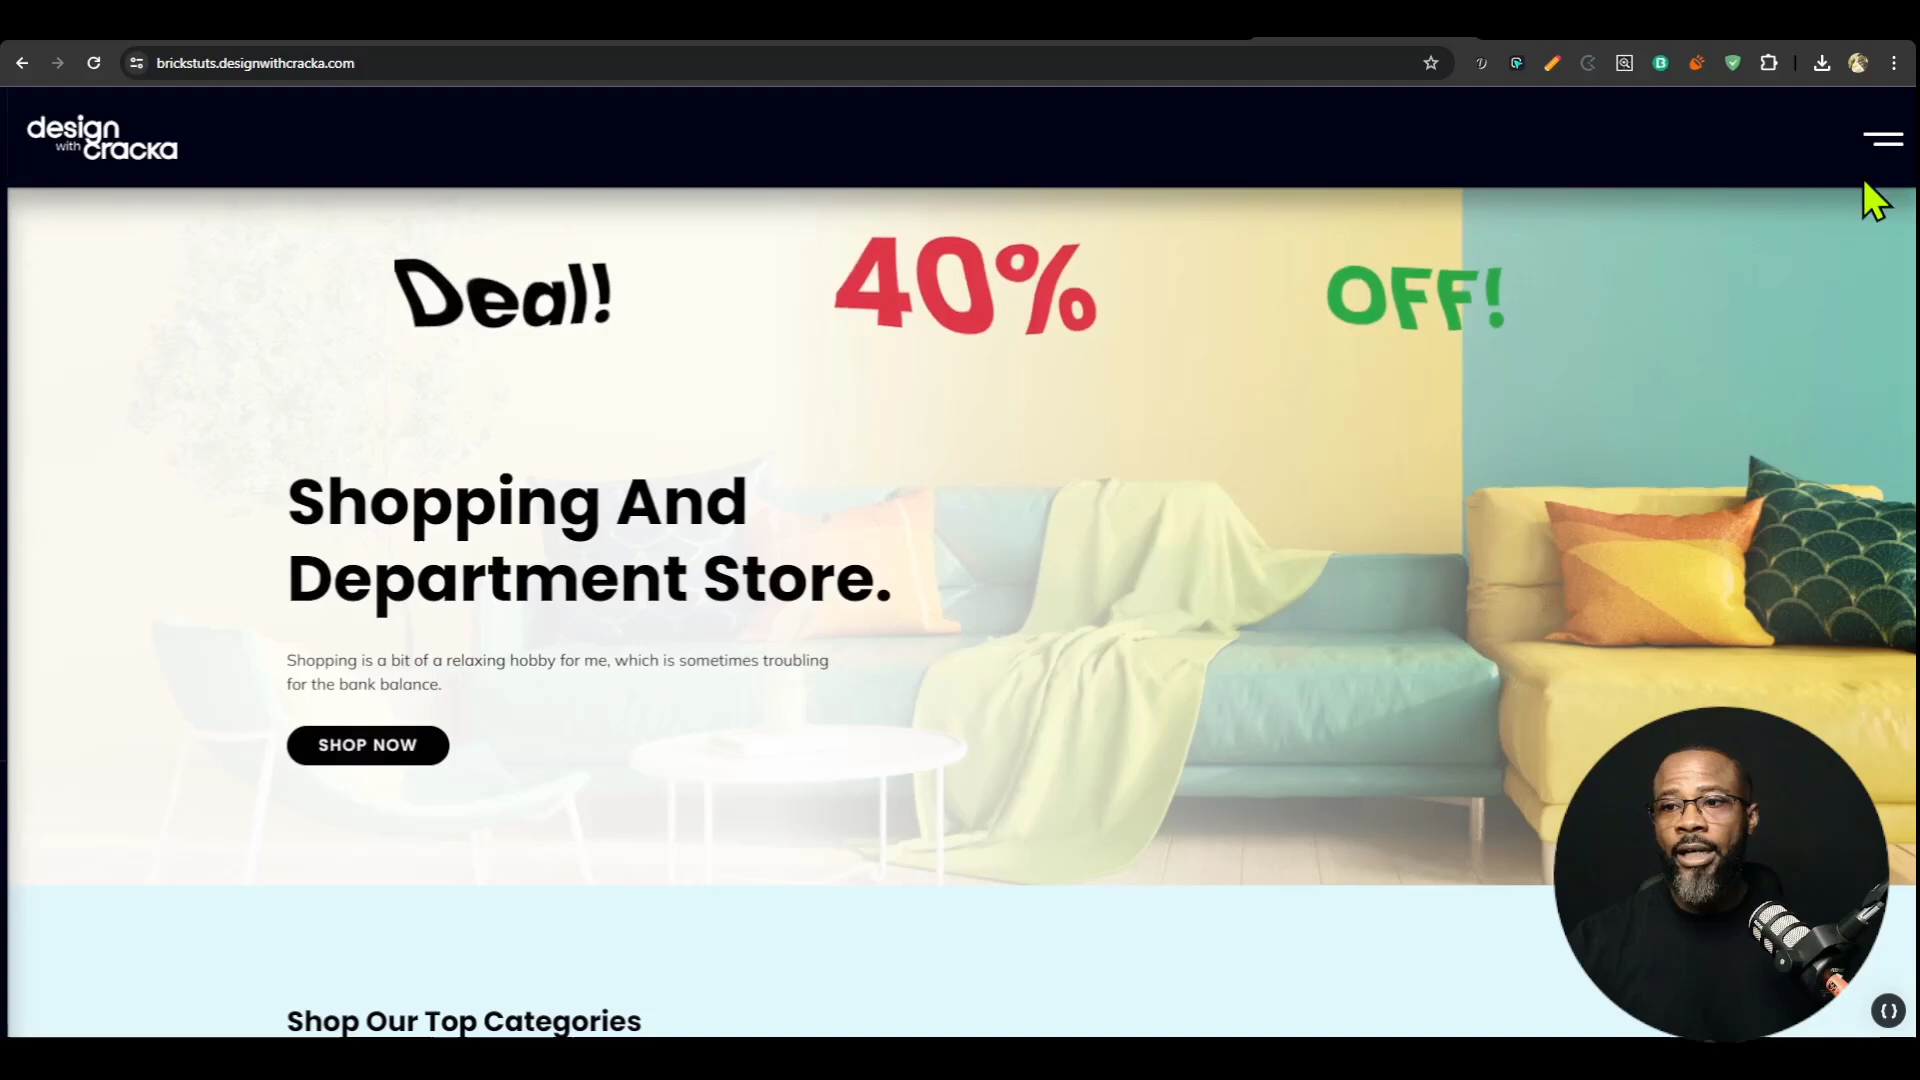 brickstuts.designwithcracka.com
design
with cracka
Deal! 40% OFF!
Shopping And
Department Store.
Shopping is a bit of a relaxing hobby for me, which is sometimes troubling
for the bank balance.
SHOP NOW
Shop Our Top Categories